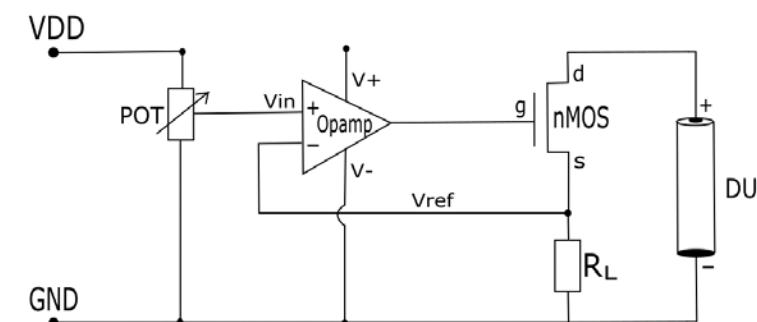 VDD
V+
d
+
POT
Vin
+
Opamp
g
nMOS
−
V-
s
DU
Vref
−
RL
GND